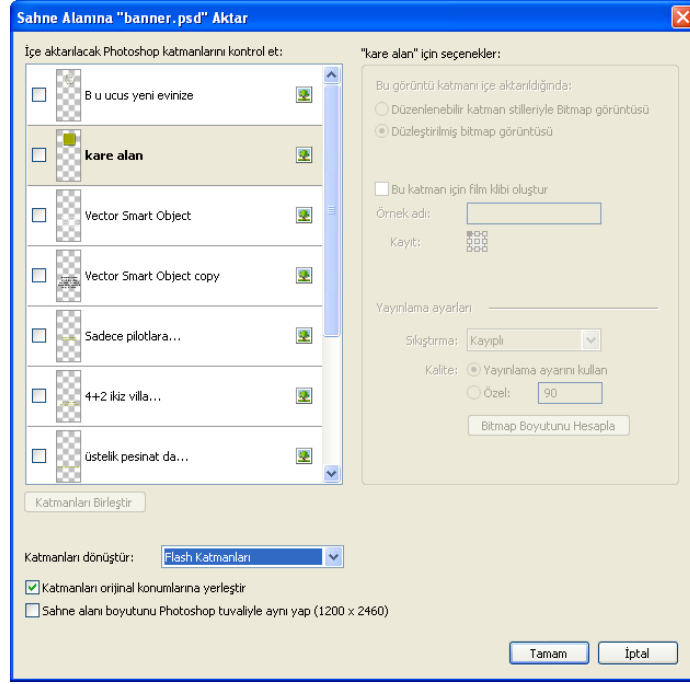 Sahne Alanına "banner.psd" Aktar
İçe aktarılacak Photoshop katmanlarını kontrol et:
B u ucus yeni evinize
kare alan
Vector Smart Object
Vector Smart Object copy
Sadece pilotlara...
4+2 ikiz villa...
üstelik pesinat da...
Katmanları Birleştir
"kare alan" için seçenekler:
Bu görüntü katmanı içe aktarıldığında:
Düzenlenebilir katman stilleriyle Bitmap görüntüsü
Düzleştirilmiş bitmap görüntüsü
Bu katman için film klibi oluştur
Örnek adı:
Kayıt:
Yayınlama ayarları
Sıkıştırma: Kayıplı
Kalite: Yayınlama ayarını kullan
Özel: 90
Bitmap Boyutunu Hesapla
Katmanları dönüştür: Flash Katmanları
Katmanları orijinal konumlarına yerleştir
Sahne alanı boyutunu Photoshop tuvaliyle aynı yap (1200 x 2460)
Tamam İptal